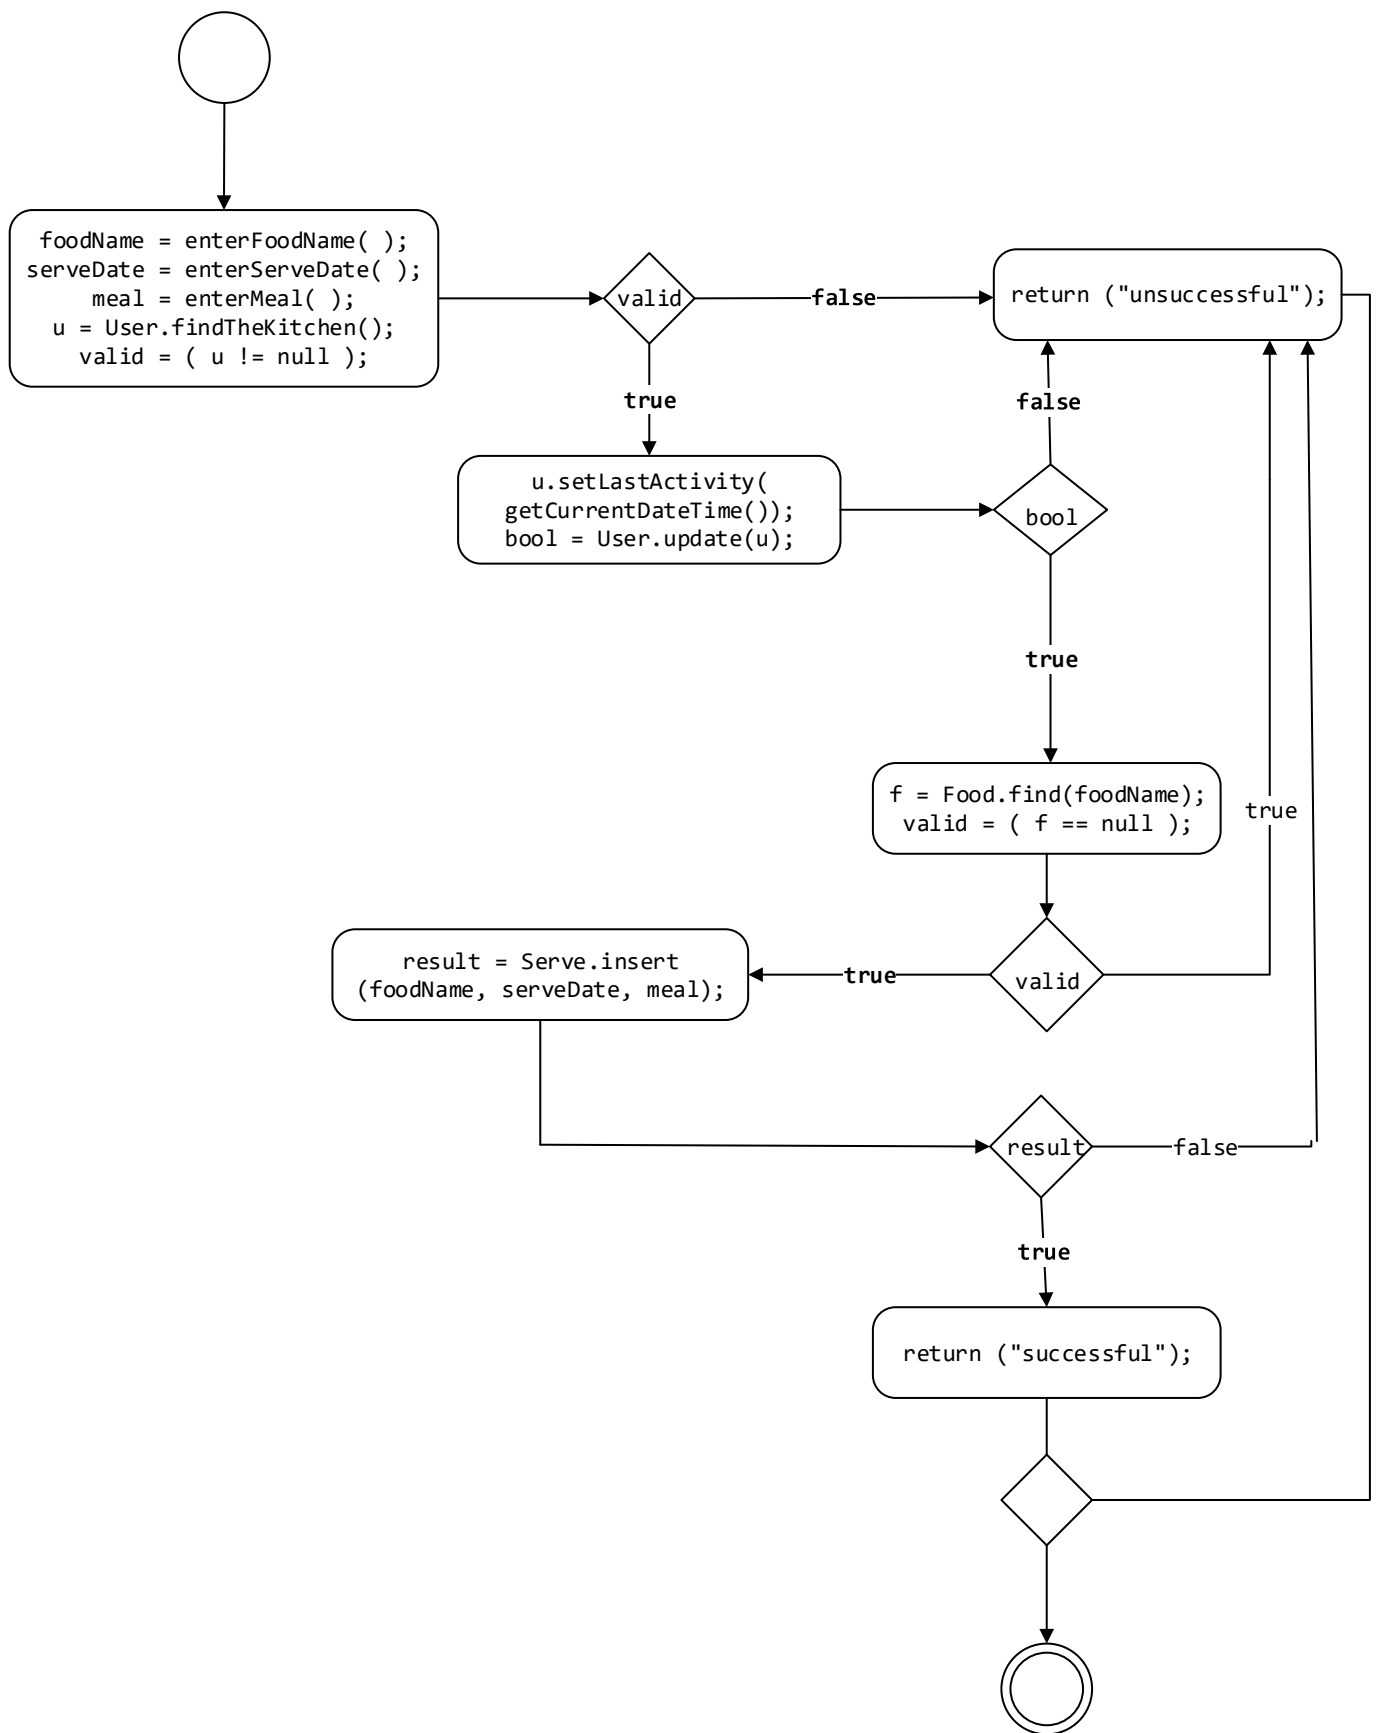 foodName = enterFoodName( );
serveDate = enterServeDate( );
meal = enterMeal( );
u = User.findTheKitchen();
valid = ( u != null );
valid
false
return ("unsuccessful");
true
false
u.setLastActivity(
getCurrentDateTime());
bool = User.update(u);
bool
true
f = Food.find(foodName);
valid = ( f == null );
true
result = Serve.insert
(foodName, serveDate, meal);
true
valid
result
false
true
return ("successful");